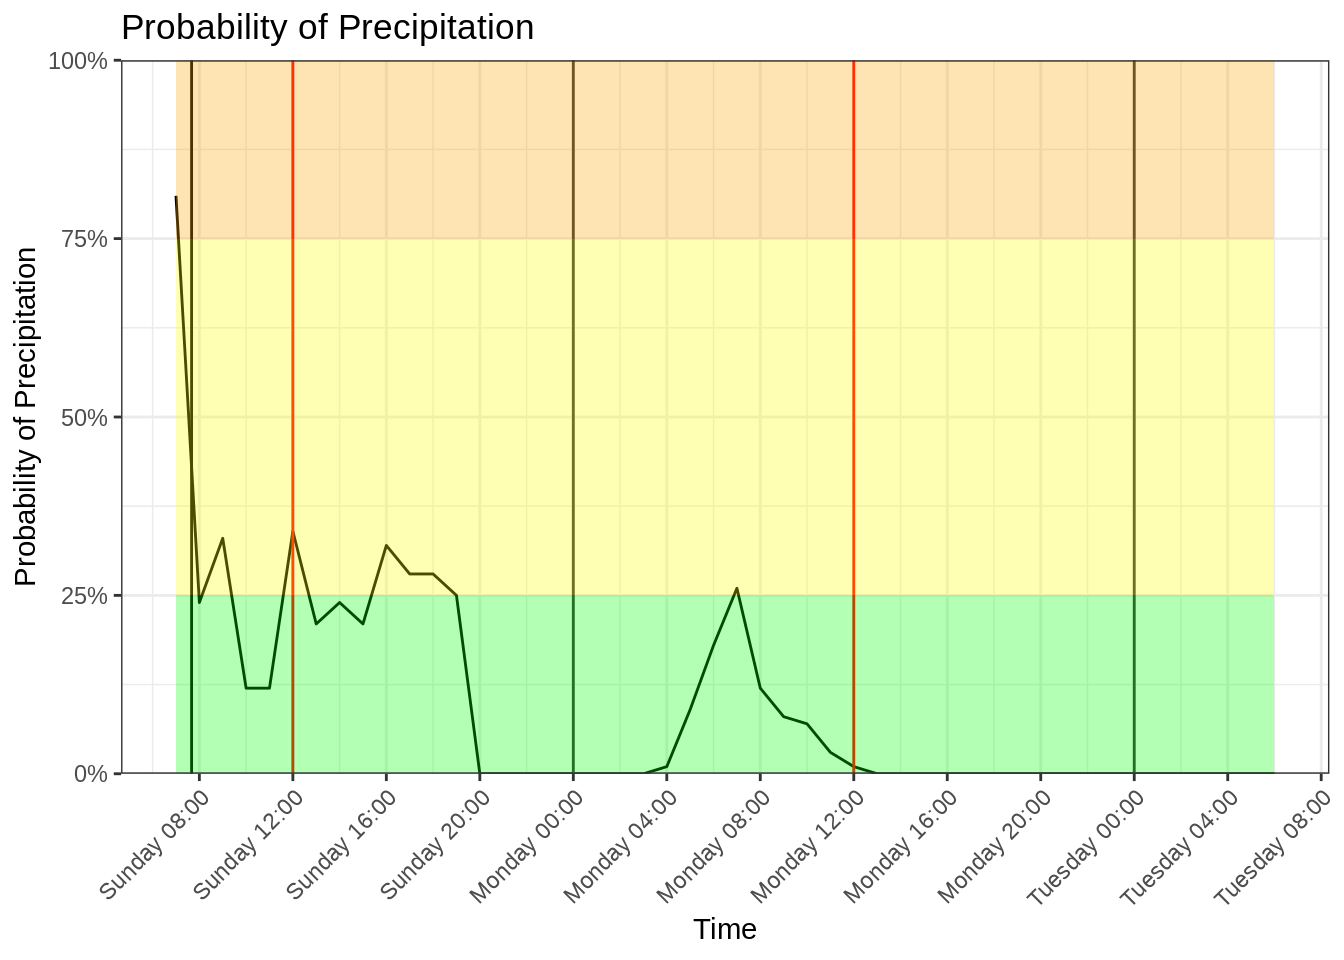 Probability of Precipitation
Probability of Precipitation
100%
75%
50%
25%
0%
Sunday 08:00
Sunday 12:00
Sunday 16:00
Sunday 20:00
Monday 00:00
Monday 04:00
Monday 08:00
Monday 12:00
Monday 16:00
Monday 20:00
Tuesday 00:00
Tuesday 04:00
Tuesday 08:00
Time